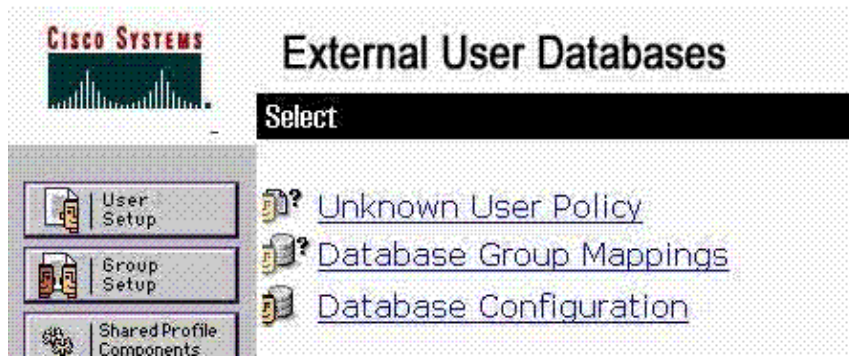 CISCO SYSTEMS
External User Databases
Select
User
Setup
Group
Setup
Shared Profile
Components
Unknown User Policy
Database Group Mappings
Database Configuration